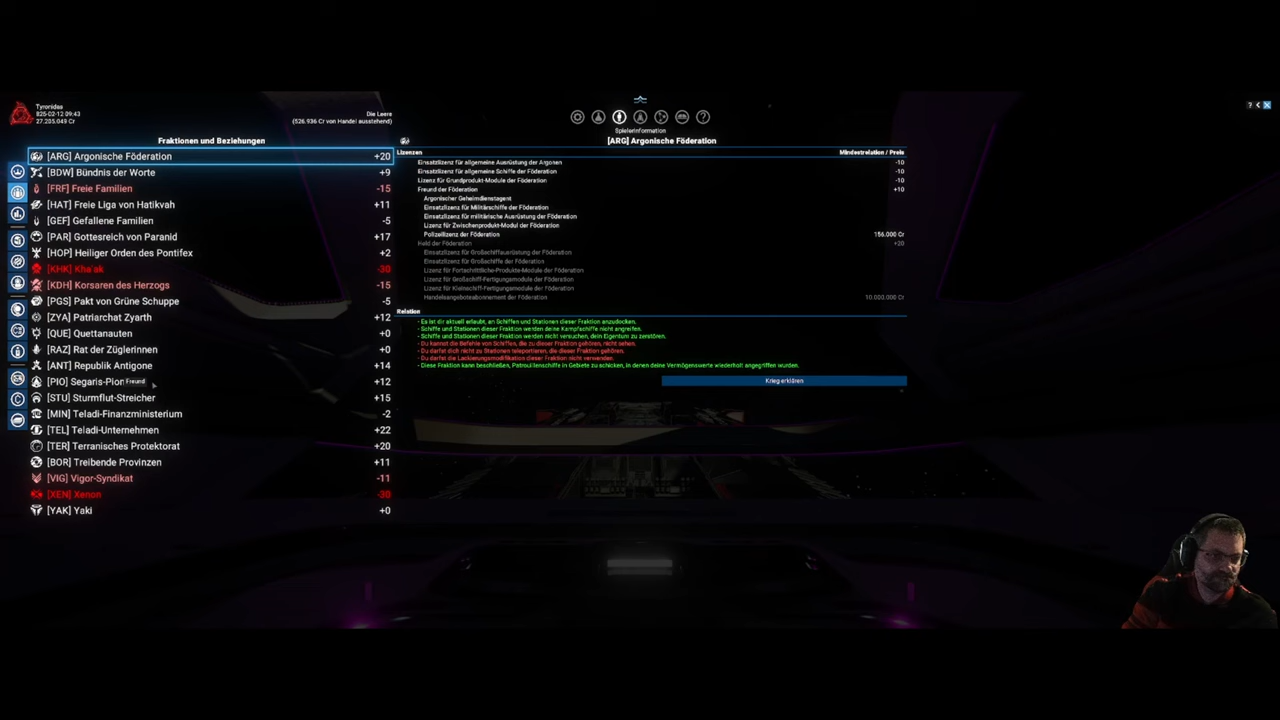 Tyronidas
825-02-12 09:43
27.205.049 Cr
Die Leere
(526.936 Cr von Handel ausstehend)
Spielerinformation
? < X
Fraktionen und Beziehungen
[ARG] Argonische Föderation +20
[BDW] Bündnis der Worte +9
[FRF] Freie Familien -15
[HAT] Freie Liga von Hatikvah +11
[GEF] Gefallene Familien -5
[PAR] Gottesreich von Paranid +17
[HOP] Heiliger Orden des Pontifex +2
[KHK] Kha'ak -30
[KDH] Korsaren des Herzogs -15
[PGS] Pakt von Grüne Schuppe -5
[ZYA] Patriarchat Zyarth +12
[QUE] Quettanauten +0
[RAZ] Rat der Züglerinnen +0
[ANT] Republik Antigone +14
[PIO] Segaris-Pion Freund +12
[STU] Sturmflut-Streicher +15
[MIN] Teladi-Finanzministerium -2
[TEL] Teladi-Unternehmen +22
[TER] Terranisches Protektorat +20
[BOR] Treibende Provinzen +11
[VIG] Vigor-Syndikat -11
[XEN] Xenon -30
[YAK] Yaki +0
[ARG] Argonische Föderation
Lizenzen Mindestrelation / Preis
Einsatzlizenz für allgemeine Ausrüstung der Argonen -10
Einsatzlizenz für allgemeine Schiffe der Föderation -10
Lizenz für Grundprodukt-Module der Föderation -10
Freund der Föderation +10
Argonischer Geheimdienstagent
Einsatzlizenz für Militärschiffe der Föderation
Einsatzlizenz für militärische Ausrüstung der Föderation
Lizenz für Zwischenprodukt-Modul der Föderation
Polizeilizenz der Föderation 156.000 Cr
Held der Föderation +20
Einsatzlizenz für Großschiffausrüstung der Föderation
Einsatzlizenz für Großschiffe der Föderation
Lizenz für Fortschrittliche-Produkte-Module der Föderation
Lizenz für Großschiff-Fertigungsmodule der Föderation
Lizenz für Kleinschiff-Fertigungsmodule der Föderation
Handelsangeboteabonnement der Föderation 10.000.000 Cr
Relation
- Es ist dir aktuell erlaubt, an Schiffen und Stationen dieser Fraktion anzudocken.
- Schiffe und Stationen dieser Fraktion werden deine Kampfschiffe nicht angreifen.
- Schiffe und Stationen dieser Fraktion werden nicht versuchen, dein Eigentum zu zerstören.
- Du kannst die Befehle von Schiffen, die zu dieser Fraktion gehören, nicht sehen.
- Du darfst dich nicht zu Stationen teleportieren, die dieser Fraktion gehören.
- Du darfst die Lackierungsmodifikation dieser Fraktion nicht verwenden.
- Diese Fraktion kann beschließen, Patrouillenschiffe in Gebiete zu schicken, in denen deine Vermögenswerte wiederholt angegriffen wurden.
Krieg erklären